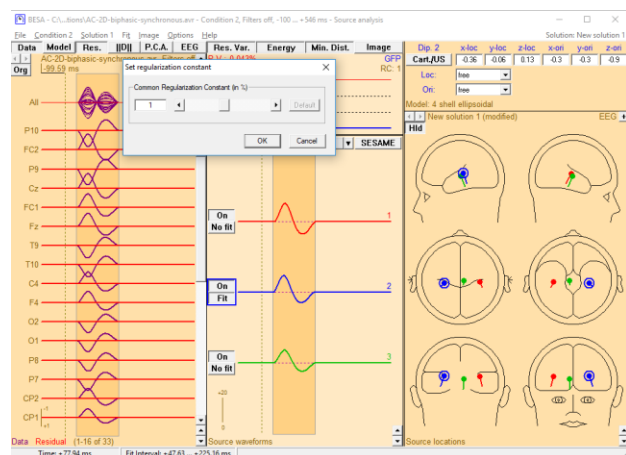 BESA - C:\...\tions\AC-2D-biphasic-synchronous.avr - Condition 2, Filters off, -100 ... +546 ms - Source analysis
File Condition 2 Solution 1 Fit Image Options Help
Solution: New solution 1
Data Model Res. ||D|| P.C.A. EEG Res. Var. Energy Min. Dist. Image
Dip. 2 x-loc y-loc z-loc x-ori y-ori z-ori
Cart./US -0.36 -0.06 0.13 -0.3 -0.3 -0.9
Loc: free
Ori: free
Model: 4 shell ellipsoidal
AC-2D-biphasic-synchronous.avr Filters off
GFP
Org -99.59 ms
RC: 1
Set regularization constant
Common Regularization Constant (in %)
1 Default
OK Cancel
SESAME
New solution 1 (modified) EEG
Hld
All
P10
FC2
P9
Cz
FC1
Fz
T9
T10
C4
F4
O2
O1
P8
P7
CP2
CP1
On
No fit
1
On
Fit
2
On
No fit
3
+20
0
-1
+1
Data Residual (1-16 of 33)
Source waveforms
Source locations
Time: +77.94 ms Fit Interval: +47.63 ... +225.16 ms